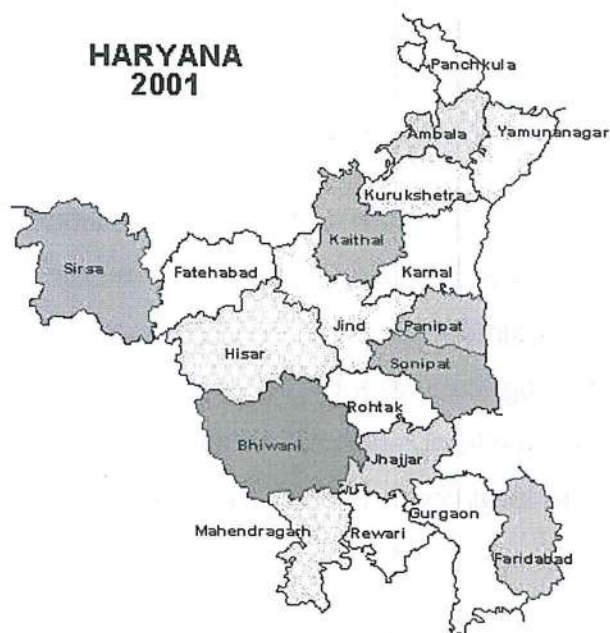 HARYANA
2001
Panchkula
Ambala
Yamunanagar
Kurukshetra
Kaithal
Karnal
Sirsa
Fatehabad
Jind
Panipat
Hisar
Sonipat
Rohtak
Bhiwani
Jhajjar
Gurgaon
Mahendragarh
Rewari
Faridabad